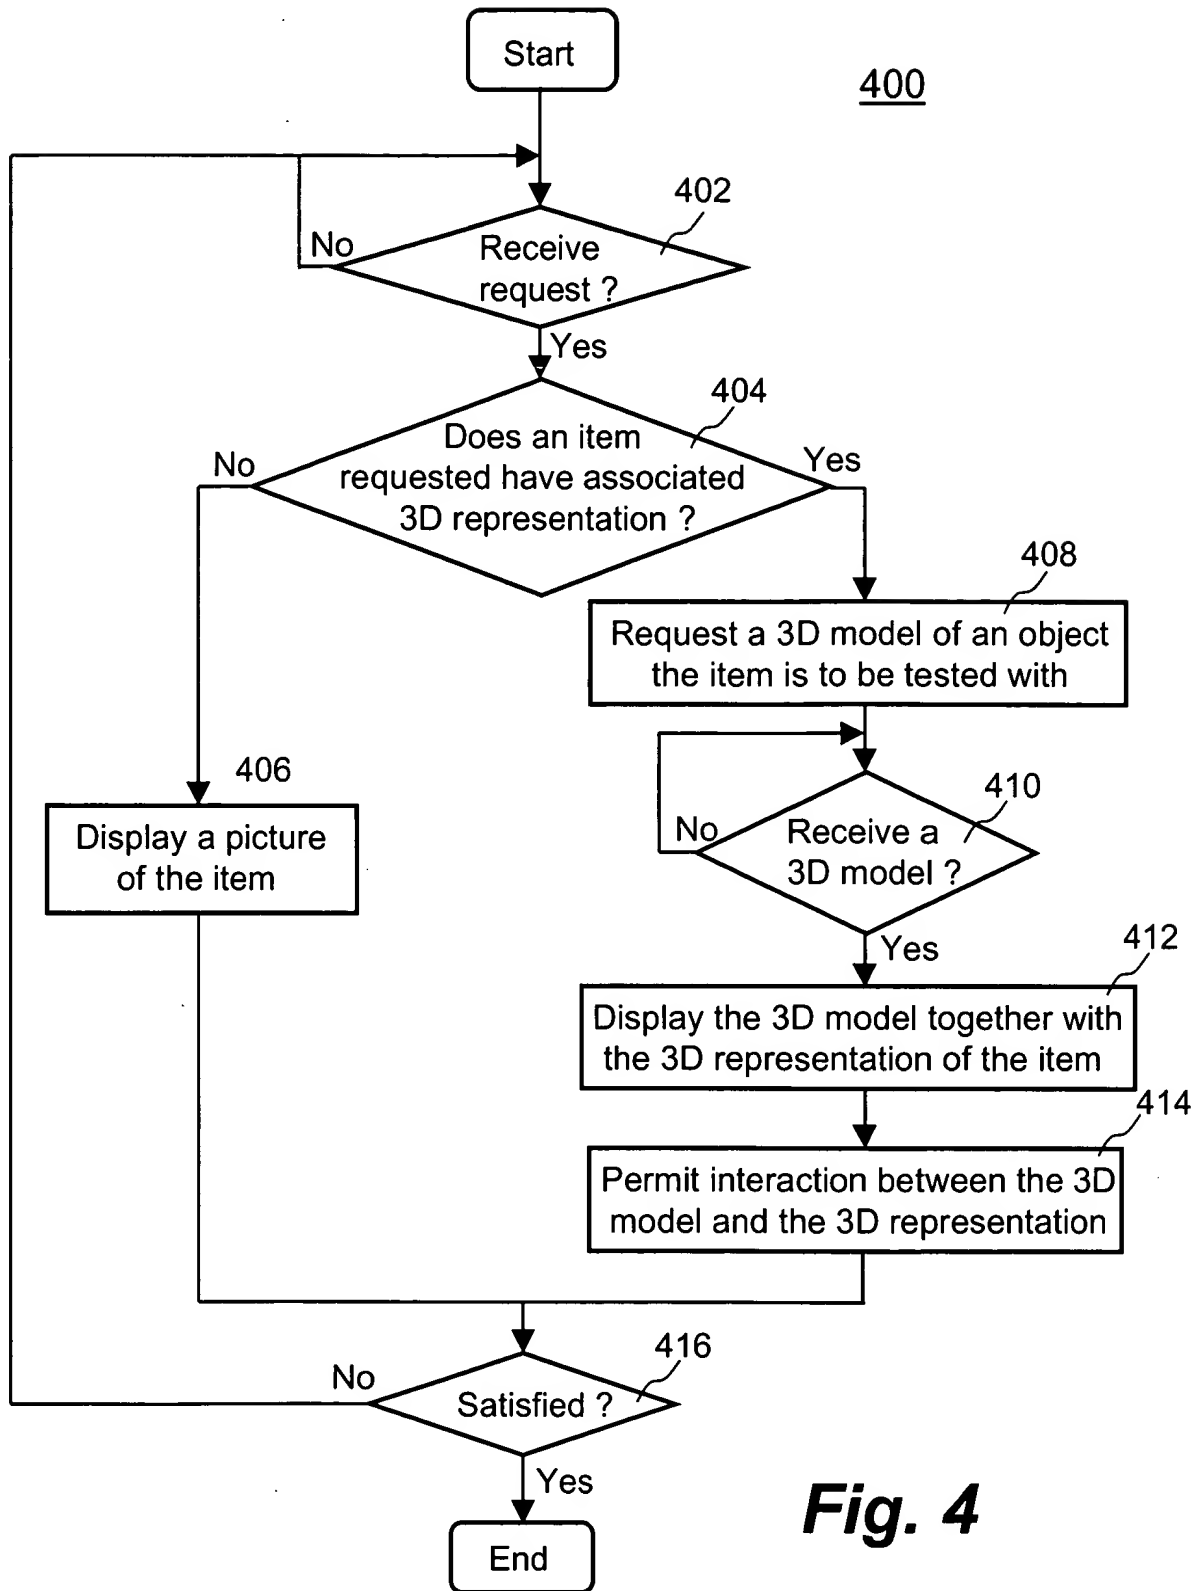 Start
400
402
No
Receive
request ?
Yes
404
Does an item
requested have associated
3D representation ?
No
Yes
408
Request a 3D model of an object
the item is to be tested with
406
Display a picture
of the item
410
No
Receive a
3D model ?
Yes
412
Display the 3D model together with
the 3D representation of the item
414
Permit interaction between the 3D
model and the 3D representation
416
No
Satisfied ?
Yes
End
Fig. 4